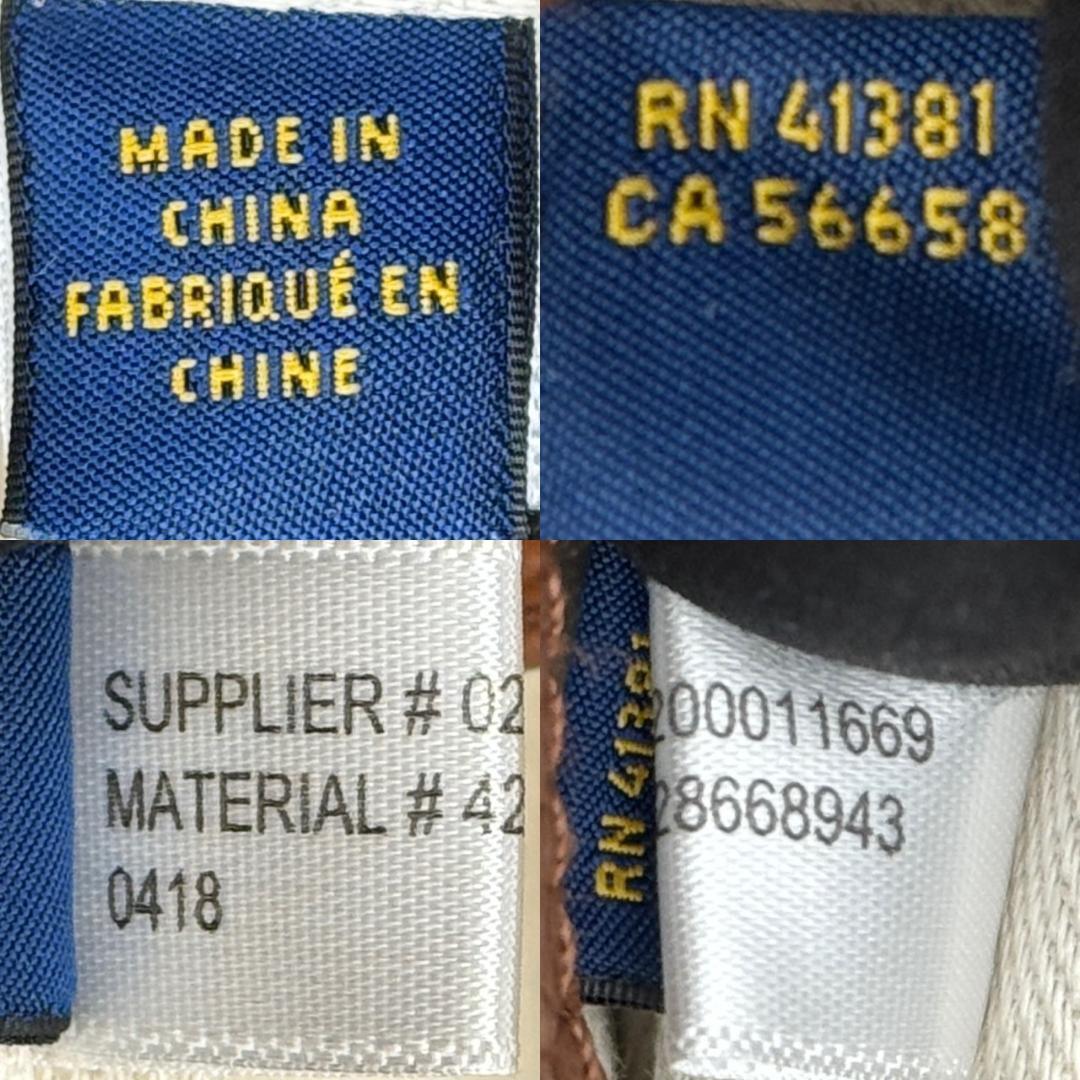 MADE IN
CHINA
FABRIQUÉ EN
CHINE
RN 41381
CA 56658
SUPPLIER # 02
MATERIAL # 42
0418
RN 41381
200011669
28668943